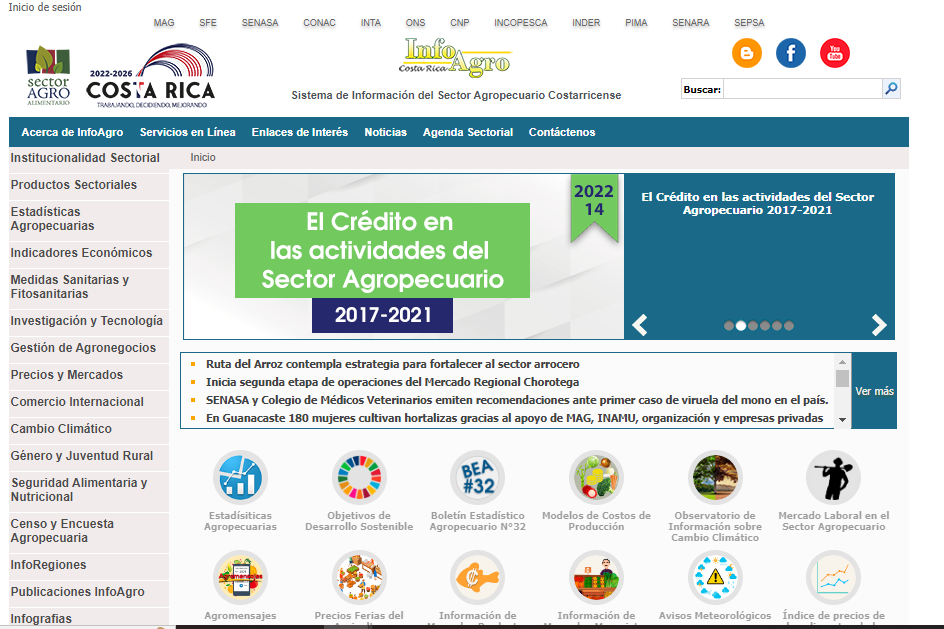 Inicio de sesión
MAG SFE SENASA CONAC INTA ONS CNP INCOPESCA INDER PIMA SENARA SEPSA
sector
AGRO
ALIMENTARIO
2022-2026
COSTA RICA
TRABAJANDO, DECIDIENDO, MEJORANDO
InfoAgro
Costa Rica
Sistema de Información del Sector Agropecuario Costarricense
You
Tube
Buscar:
Acerca de InfoAgro Servicios en Línea Enlaces de Interés Noticias Agenda Sectorial Contáctenos
Inicio
Institucionalidad Sectorial
Productos Sectoriales
Estadísticas
Agropecuarias
Indicadores Económicos
Medidas Sanitarias y
Fitosanitarias
Investigación y Tecnología
Gestión de Agronegocios
Precios y Mercados
Comercio Internacional
Cambio Climático
Género y Juventud Rural
Seguridad Alimentaria y
Nutricional
Censo y Encuesta
Agropecuaria
InfoRegiones
Publicaciones InfoAgro
Infografias
El Crédito en
las actividades del
Sector Agropecuario
2017-2021
2022
14
El Crédito en las actividades del Sector
Agropecuario 2017-2021
Ruta del Arroz contempla estrategia para fortalecer al sector arrocero
Inicia segunda etapa de operaciones del Mercado Regional Chorotega
SENASA y Colegio de Médicos Veterinarios emiten recomendaciones ante primer caso de viruela del mono en el país.
En Guanacaste 180 mujeres cultivan hortalizas gracias al apoyo de MAG, INAMU, organización y empresas privadas
Ver más
Estadísiticas
Agropecuarias
Objetivos de
Desarrollo Sostenible
BEA
#32
Boletín Estadístico
Agropecuario N°32
Modelos de Costos de
Producción
Observatorio de
Información sobre
Cambio Climático
Mercado Laboral en el
Sector Agropecuario
Agromensajes
Agromensajes
Precios Ferias del
Información de
Información de
Avisos Meteorológicos
Índice de precios de